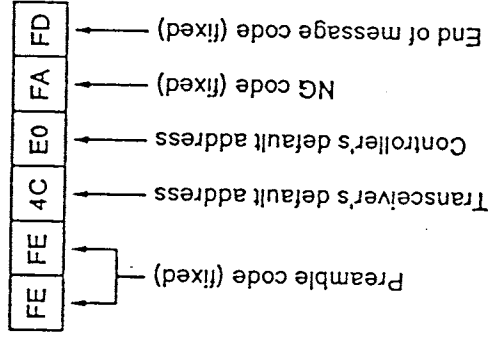 FE FE 4C E0 FA FD
Preamble code (fixed)
Transceiver's default address
Controller's default address
NG code (fixed)
End of message code (fixed)